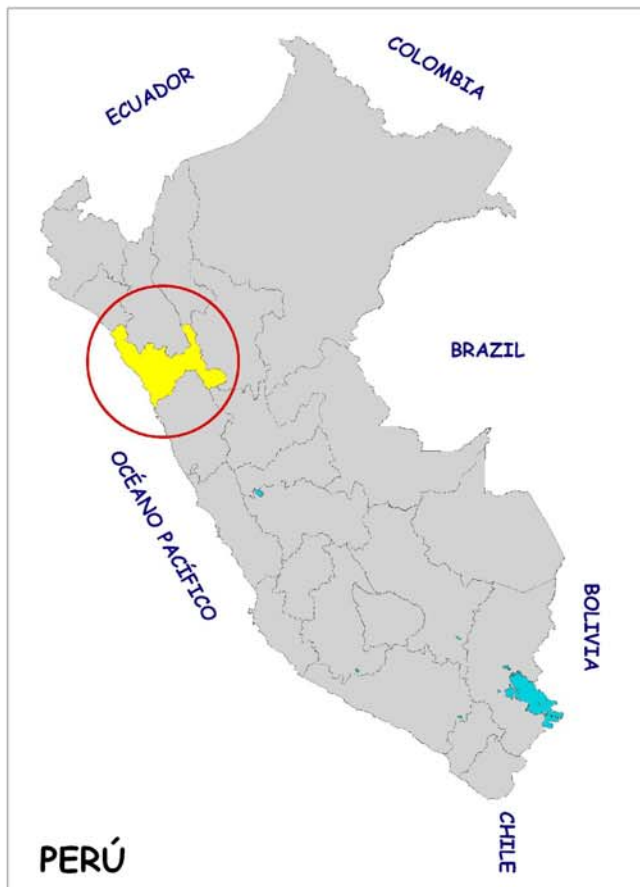 COLOMBIA
ECUADOR
BRAZIL
OCÉANO PACÍFICO
BOLIVIA
CHILE
PERÚ